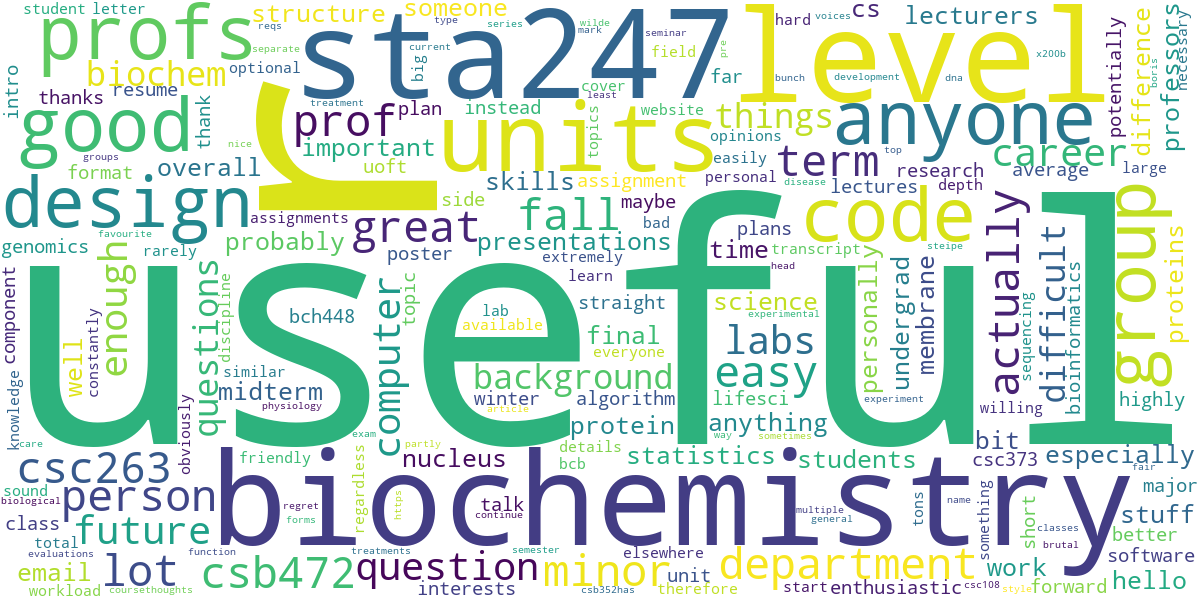 student letter
profs
structure
someone
type
series
wilde
voices
cs
lecturers
reqs
separate
sta247
mark
seminar
hard
level
intro
biochem
optional
big
current
field
pre
far
bunch
development
dna
x200b
potentially
difference
professors
boris
necessary
thanks
resume
treatment
plan
instead
cover
least
website
things
anyone
good
thank
prof
units
topics
opinions
groups
nice
important
easily
top
format
overall
uoft
skills
assignment
personal
disease
term
research
average
large
career
design
r
side
maybe
lectures
depth
assignments
favourite
great
fall
bad
code
genomics
rarely
probably
poster
presentations
extremely
time
plans
transcript
steipe
head
actually
group
proteins
component
constantly
enough
questions
discipline
bch448
computer
topic
learn
lab
available
straight
final
everyone
science
experimental
labs
personally
undergrad
membrane
sequencing
difficult
bioinformatics
useful
well
similar
midterm
physiology
background
winter
algorithm
article
easy
lifesci
experiment
willing
highly
knowledge
care
obviously
exam
partly
protein
details
bcb
anything
way
sometimes
bit
csc373
especially
csc263
friendly
regardless
nucleus
statistics
students
fair
major
sound
biological
person
biochemistry
regret
forms
https
talk
continue
multiple
general
tons
name
something
short
classes
brutal
stuff
better
class
total
future
evaluations
function
treatments
semester
elsewhere
software
email
workload
coursethoughts
lot
csb472
question
interests
minor
unit
csb352has
therefore
department
start
enthusiastic
csc108
work
style
forward
hello